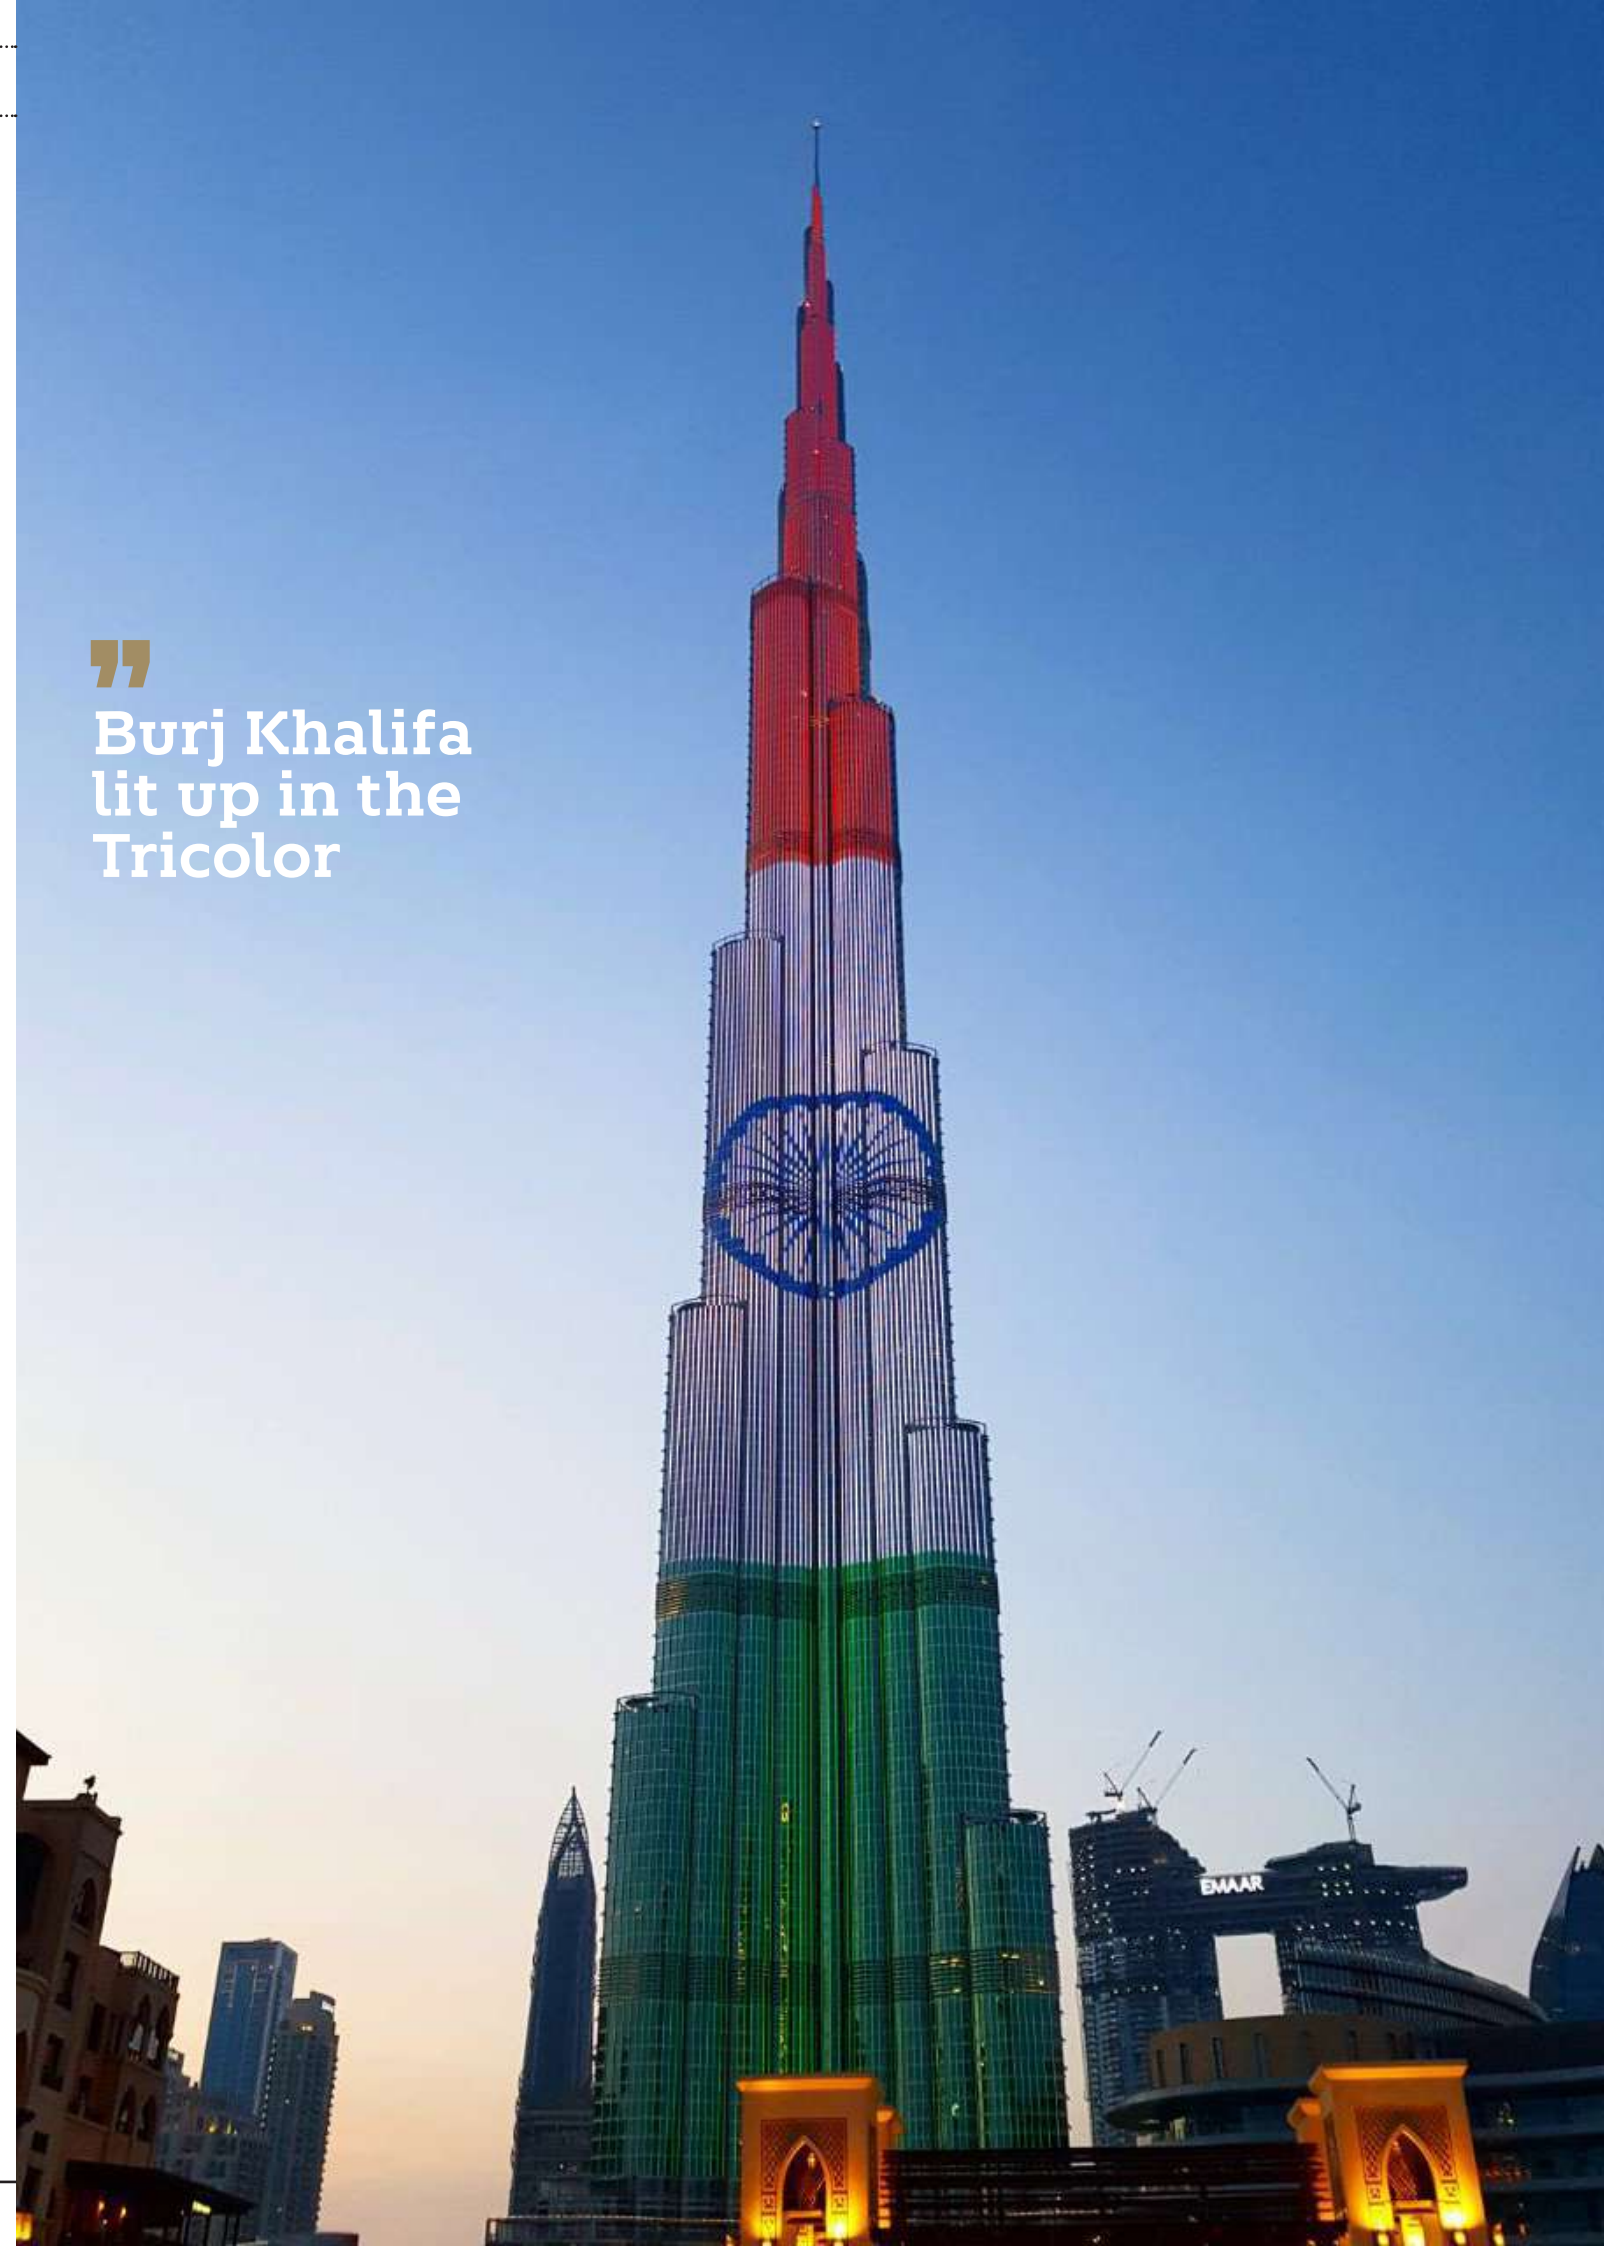 ”
Burj Khalifa
lit up in the
Tricolor
EMAAR